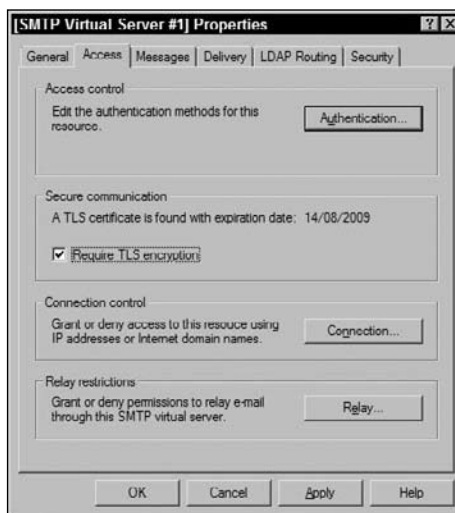 [SMTP Virtual Server #1] Properties
General Access Messages Delivery LDAP Routing Security
Access control
Edit the authentication methods for this
resource.
Authentication...
Secure communication
A TLS certificate is found with expiration date: 14/08/2009
Require TLS encryption
Connection control
Grant or deny access to this resouce using
IP addresses or Internet domain names.
Connection...
Relay restrictions
Grant or deny permissions to relay e-mail
through this SMTP virtual server.
Relay...
OK Cancel Apply Help